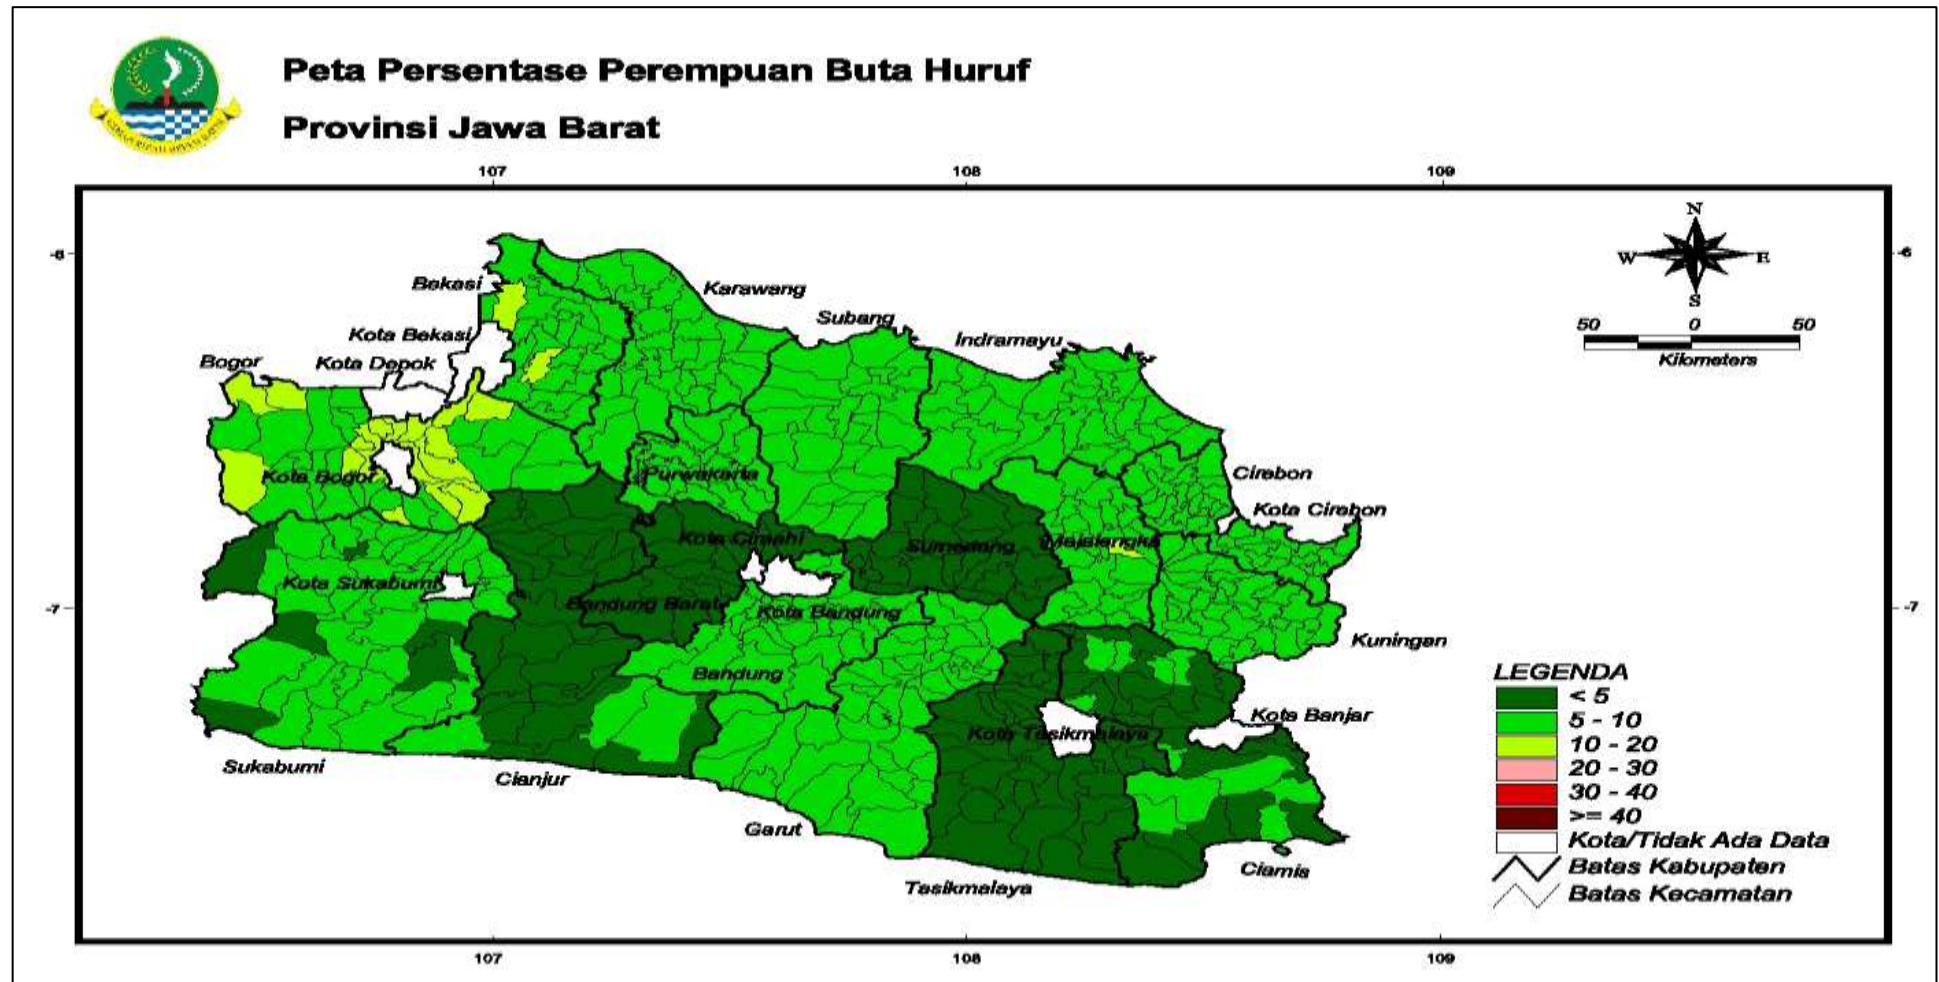 Peta Persentase Perempuan Buta Huruf
Provinsi Jawa Barat
107 108 109
N
W E
S
-6 -6
50 0 50
Kilometers
Bekasi
Karawang
Subang
Kota Bekasi
Indramayu
Bogor
Kota Depok
Kota Bogor
Purwakarta
Cirebon
Kota Cirebon
Kota Cimahi
Sumedang
Majalengka
Kota Sukabumi
Bandung Barat
Kota Bandung
-7 -7
Kuningan
Bandung
Kota Banjar
Kota Tasikmalaya
Sukabumi
Cianjur
Garut
Ciamis
Tasikmalaya
LEGENDA
< 5
5 - 10
10 - 20
20 - 30
30 - 40
>= 40
Kota/Tidak Ada Data
Batas Kabupaten
Batas Kecamatan
107 108 109